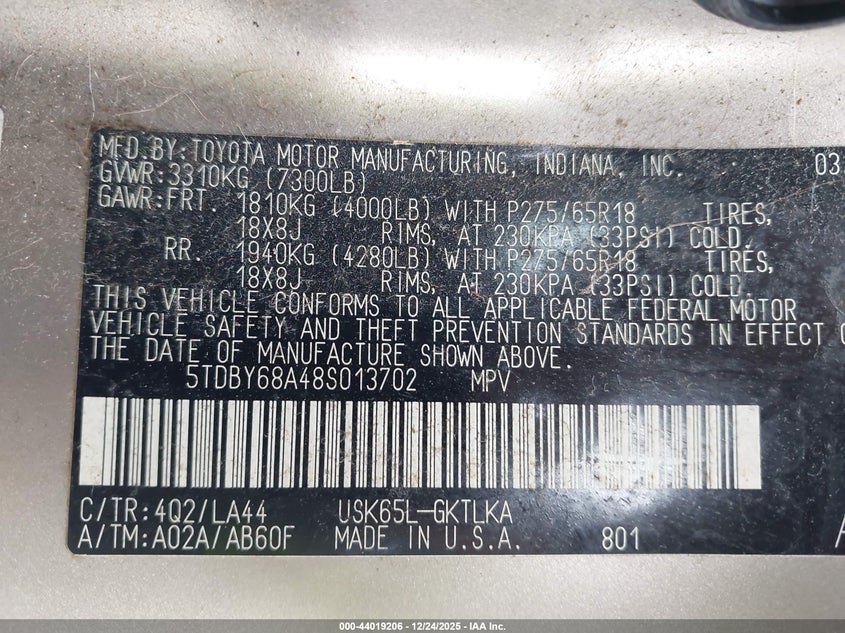 MFD.BY:TOYOTA MOTOR MANUFACTURING, INDIANA, INC. 03
GVWR:3310KG (7300LB)
GAWR:FRT. 1810KG (4000LB) WITH P275/65R18 TIRES,
18X8J RIMS, AT 230KPA (33PSI) COLD.
RR. 1940KG (4280LB) WITH P275/65R18 TIRES,
18X8J RIMS, AT 230KPA (33PSI) COLD.
THIS VEHICLE CONFORMS TO ALL APPLICABLE FEDERAL MOTOR
VEHICLE SAFETY AND THEFT PREVENTION STANDARDS IN EFFECT
THE DATE OF MANUFACTURE SHOWN ABOVE.
5TDBY68A48S013702 MPV
C/TR:4Q2/LA44 USK65L-GKTLKA
A/TM:A02A/AB60F MADE IN U.S.A. 801
000-44019206 - 12/24/2025 - IAA Inc.